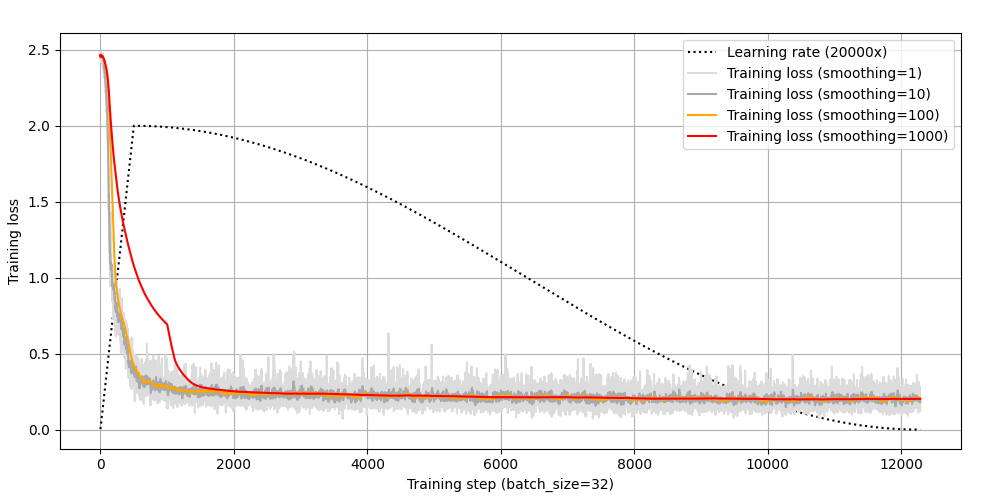 2.5
2.0
1.5
1.0
0.5
0.0
Training loss
Learning rate (20000x)
Training loss (smoothing=1)
Training loss (smoothing=10)
Training loss (smoothing=100)
Training loss (smoothing=1000)
0 2000 4000 6000 8000 10000 12000
Training step (batch_size=32)